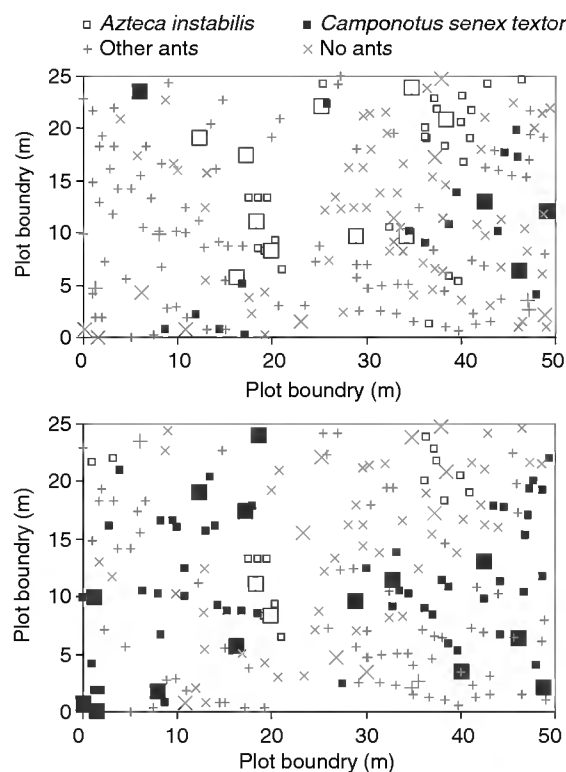 Azteca instabilis Camponotus senex textor
Other ants No ants
25
20
15
10
5
0
Plot boundry (m)
0 10 20 30 40 50
Plot boundry (m)
25
20
15
10
5
0
Plot boundry (m)
0 10 20 30 40 50
Plot boundry (m)